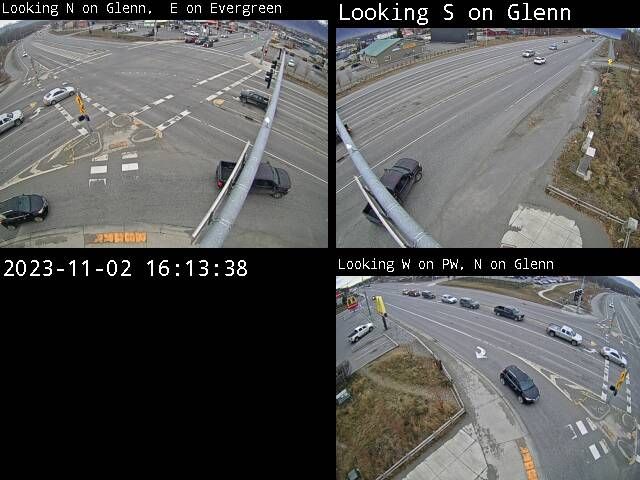 Looking N on Glenn,  E on Evergreen
Looking S on Glenn
2023-11-02 16:13:38
Looking W on PW, N on Glenn